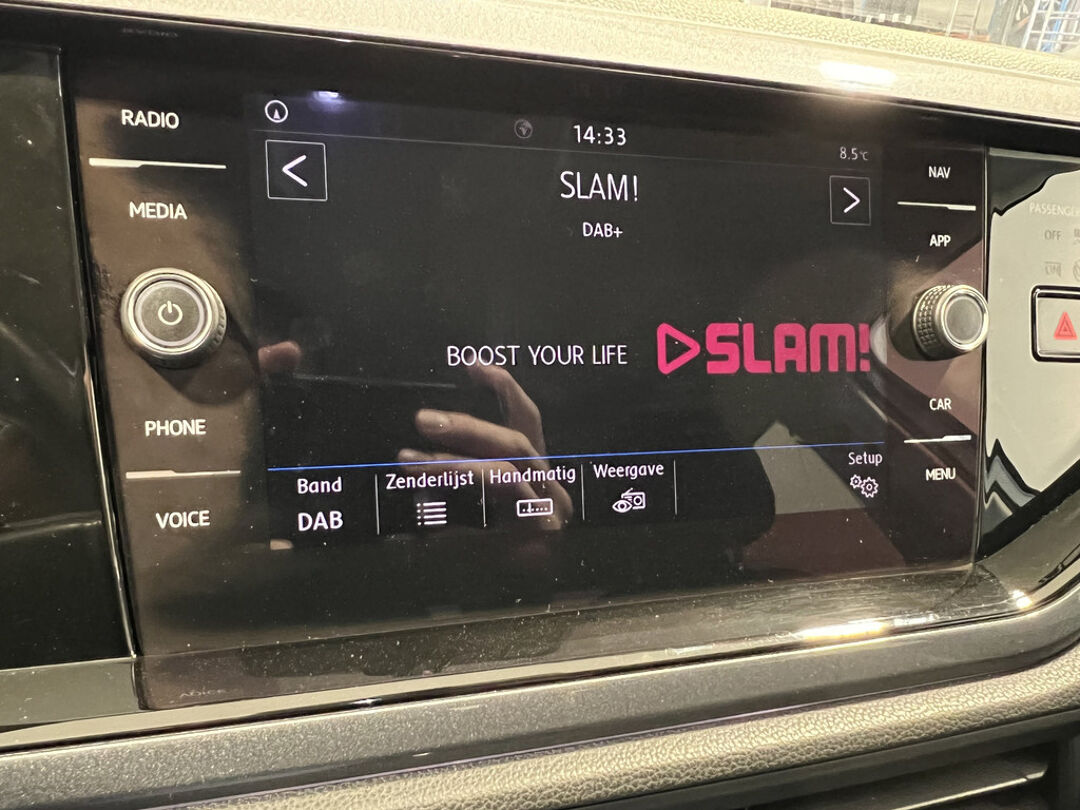 RADIO
MEDIA
PHONE
VOICE
14:33
8.5°C
SLAM!
DAB+
BOOST YOUR LIFE
SLAM!
Band
DAB
Zenderlijst
Handmatig
Weergave
Setup
NAV
APP
CAR
MENU
PASSENGER
OFF